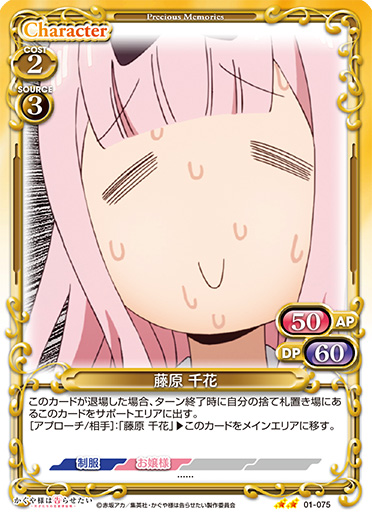 Precious Memories
Character
COST
2
SOURCE
3
50 AP
DP 60
藤原 千花
このカードが退場した場合、ターン終了時に自分の捨て札置き場にあ
るこのカードをサポートエリアに出す。
[アプローチ/相手]:「藤原 千花」▶このカードをメインエリアに移す。
制服 お嬢様
……
かぐや様は告らせたい
©赤坂アカ/集英社・かぐや様は告らせたい製作委員会
01-075